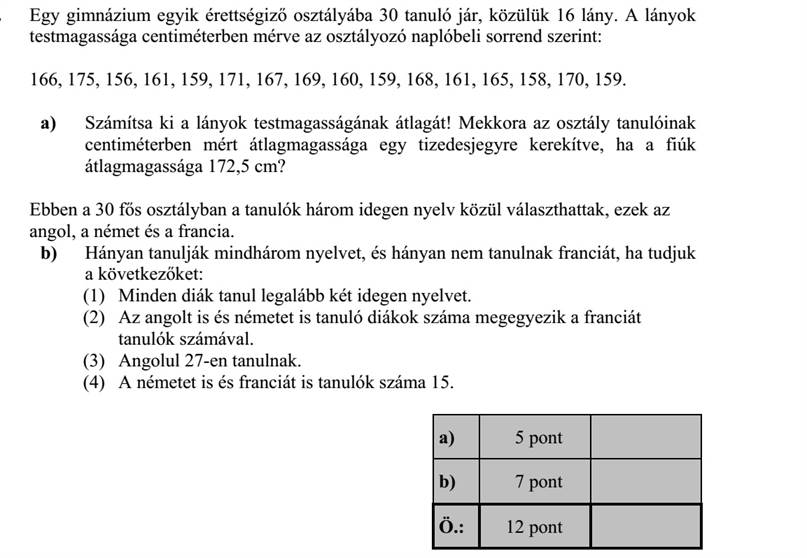 Egy gimnázium egyik érettségiző osztályába 30 tanuló jár, közülük 16 lány. A lányok
testmagassága centiméterben mérve az osztályozó naplóbeli sorrend szerint:
166, 175, 156, 161, 159, 171, 167, 169, 160, 159, 168, 161, 165, 158, 170, 159.
a) Számítsa ki a lányok testmagasságának átlagát! Mekkora az osztály tanulóinak
centiméterben mért átlagmagassága egy tizedesjegyre kerekítve, ha a fiúk
átlagmagassága 172,5 cm?
Ebben a 30 fős osztályban a tanulók három idegen nyelv közül választhattak, ezek az
angol, a német és a francia.
b) Hányan tanulják mindhárom nyelvet, és hányan nem tanulnak franciát, ha tudjuk
a következőket:
(1) Minden diák tanul legalább két idegen nyelvet.
(2) Az angolt is és németet is tanuló diákok száma megegyezik a franciát
tanulók számával.
(3) Angolul 27-en tanulnak.
(4) A németet is és franciát is tanulók száma 15.
a) 5 pont
b) 7 pont
Ö.: 12 pont